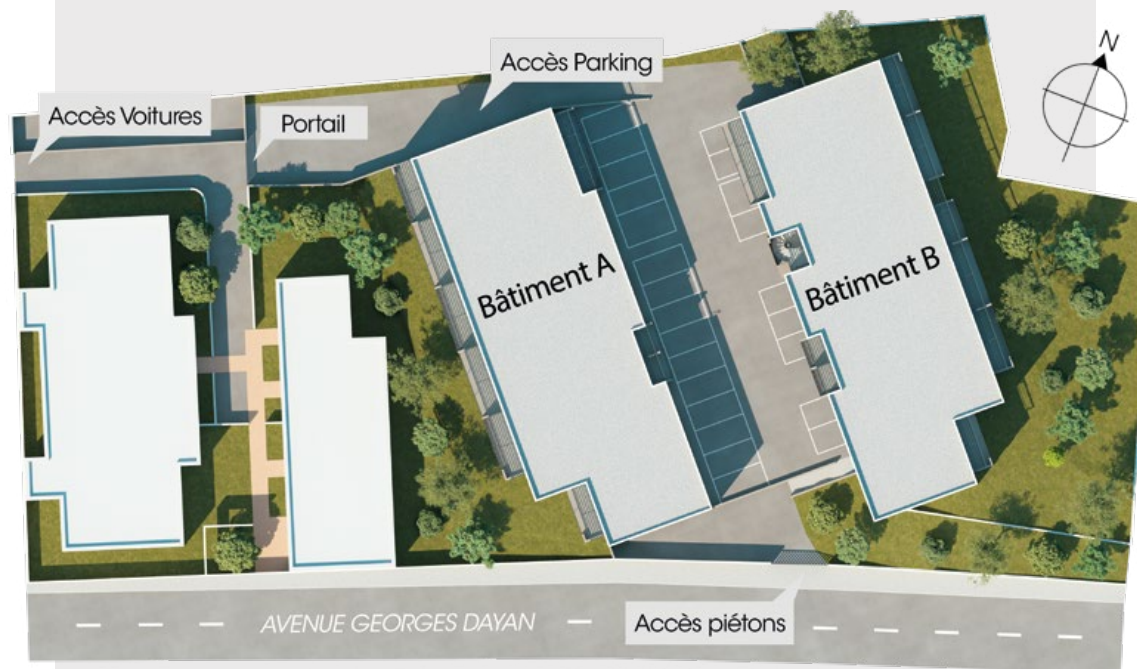 N
Accès Parking
Accès Voitures
Portail
Bâtiment A
Bâtiment B
AVENUE GEORGES DAYAN
Accès piétons